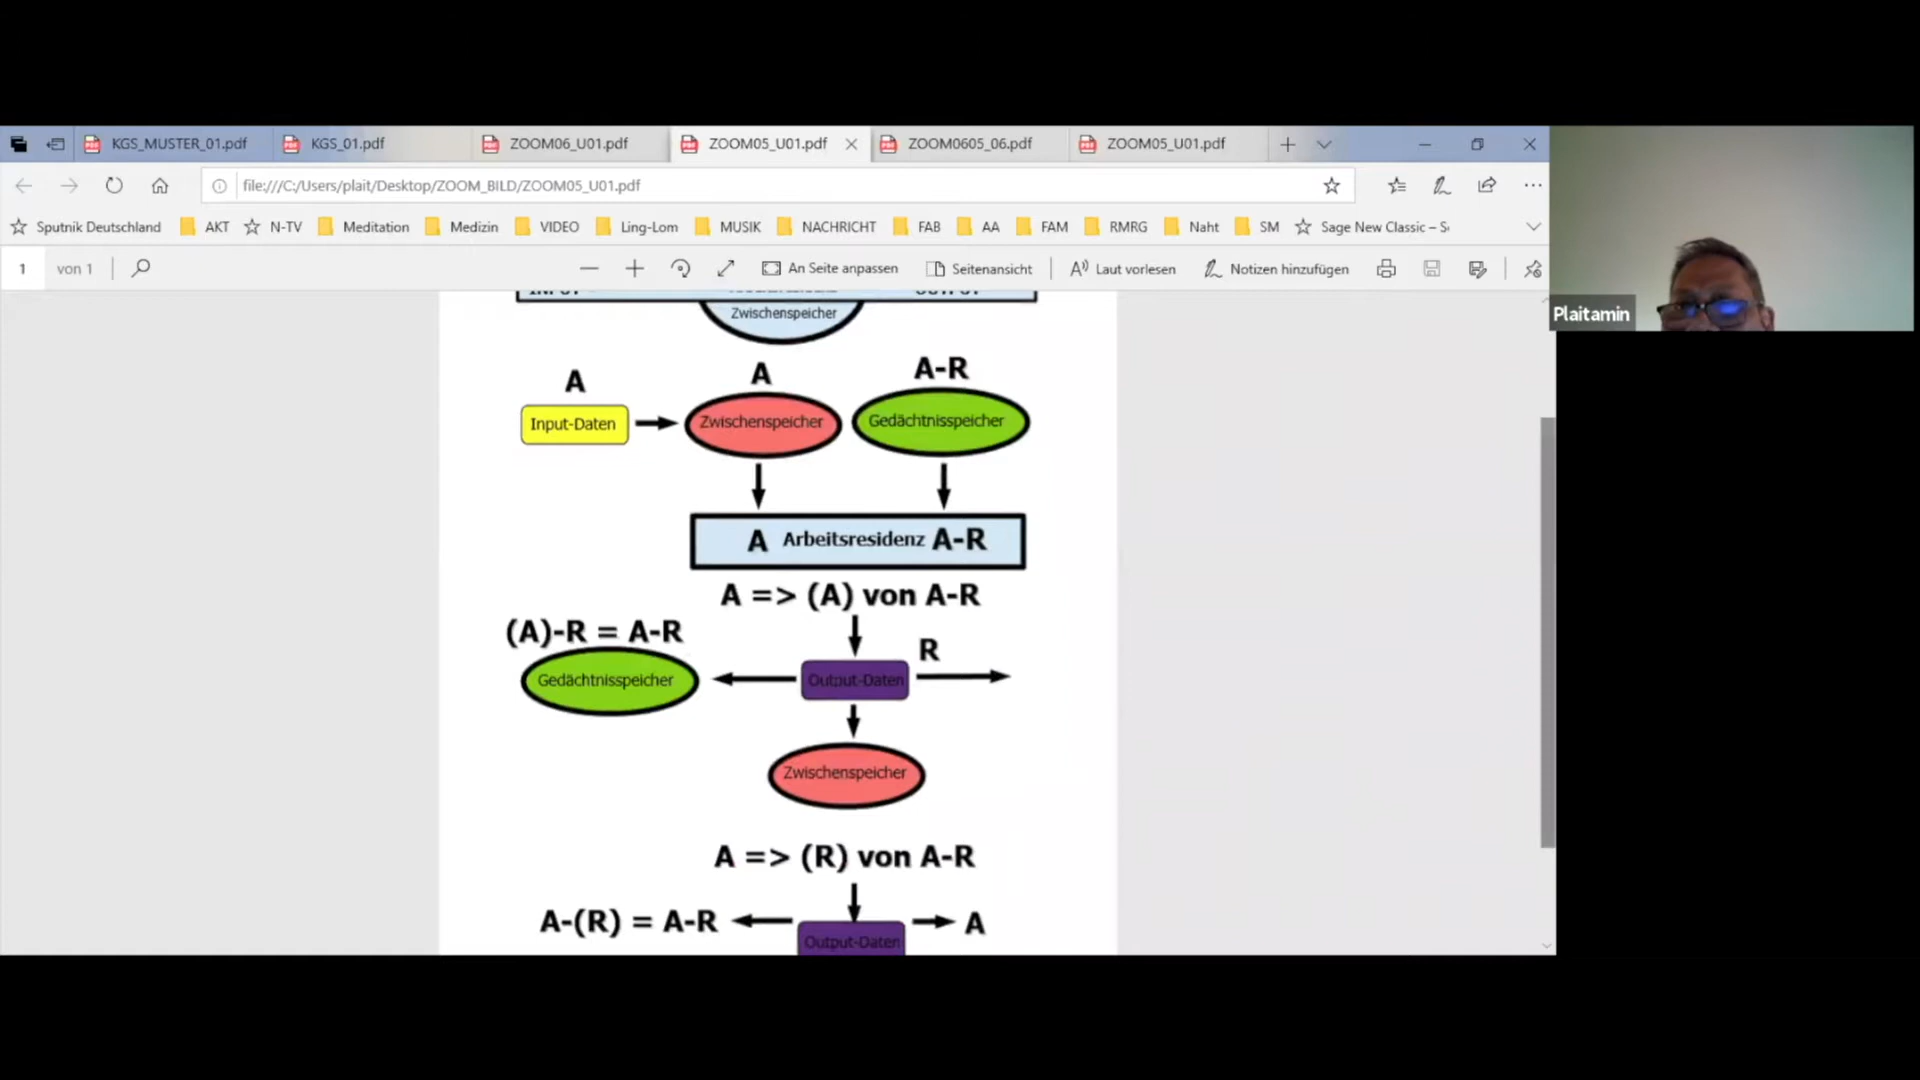 KGS_MUSTER_01.pdf KGS_01.pdf ZOOM06_U01.pdf ZOOM05_U01.pdf ZOOM0605_06.pdf ZOOM05_U01.pdf
file:///C:/Users/plait/Desktop/ZOOM_BILD/ZOOM05_U01.pdf
Sputnik Deutschland AKT N-TV Meditation Medizin VIDEO Ling-Lom MUSIK NACHRICHT FAB AA FAM RMRG Naht SM Sage New Classic – S
1 von 1 An Seite anpassen Seitenansicht Laut vorlesen Notizen hinzufügen
Plaitamin
Zwischenspeicher
A A A-R
Input-Daten Zwischenspeicher Gedächtnisspeicher
A Arbeitsresidenz A-R
A => (A) von A-R
(A)-R = A-R R
Gedächtnisspeicher Output-Daten
Zwischenspeicher
A => (R) von A-R
A-(R) = A-R A
Output-Daten